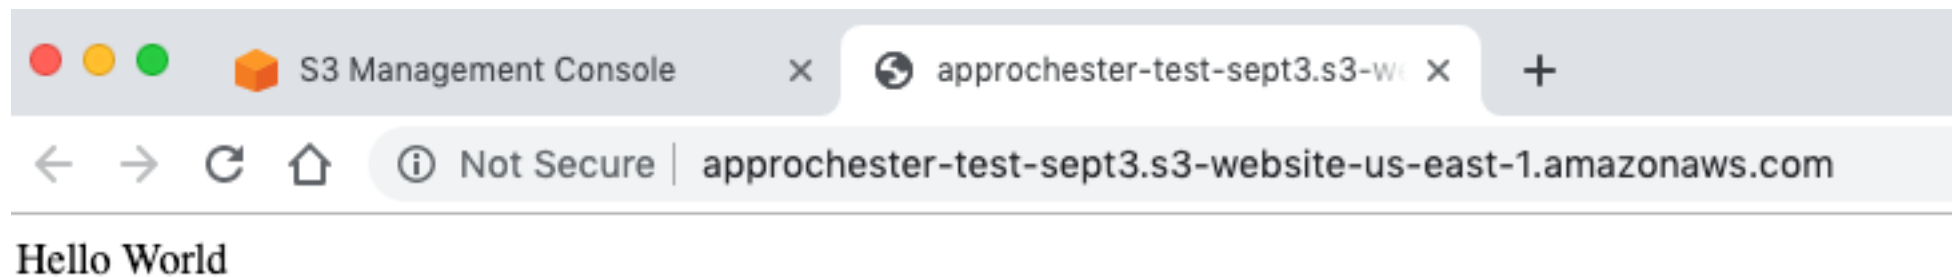 S3 Management Console
approchester-test-sept3.s3-we
Not Secure | approchester-test-sept3.s3-website-us-east-1.amazonaws.com
Hello World